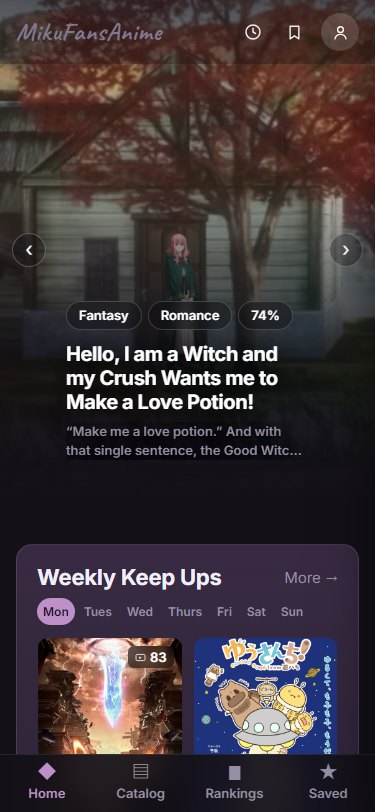 MikuFansAnime
Fantasy
Romance
74%
Hello, I am a Witch and
my Crush Wants me to
Make a Love Potion!
“Make me a love potion.” And with
that single sentence, the Good Witc...
Weekly Keep Ups
More →
Mon
Tues
Wed
Thurs
Fri
Sat
Sun
83
Home
Catalog
Rankings
Saved